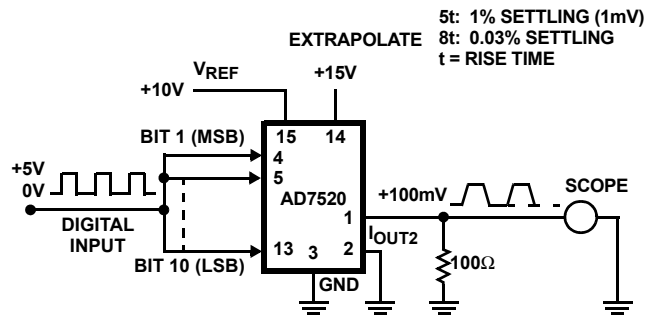 5t: 1% SETTLING (1mV)
EXTRAPOLATE 8t: 0.03% SETTLING
t = RISE TIME
VREF
+15V
+10V
15 14
BIT 1 (MSB)
4
+5V
5
0V
AD7520
+100mV
SCOPE
1
DIGITAL
INPUT
IOUT2
13 3 2
100Ω
BIT 10 (LSB)
GND